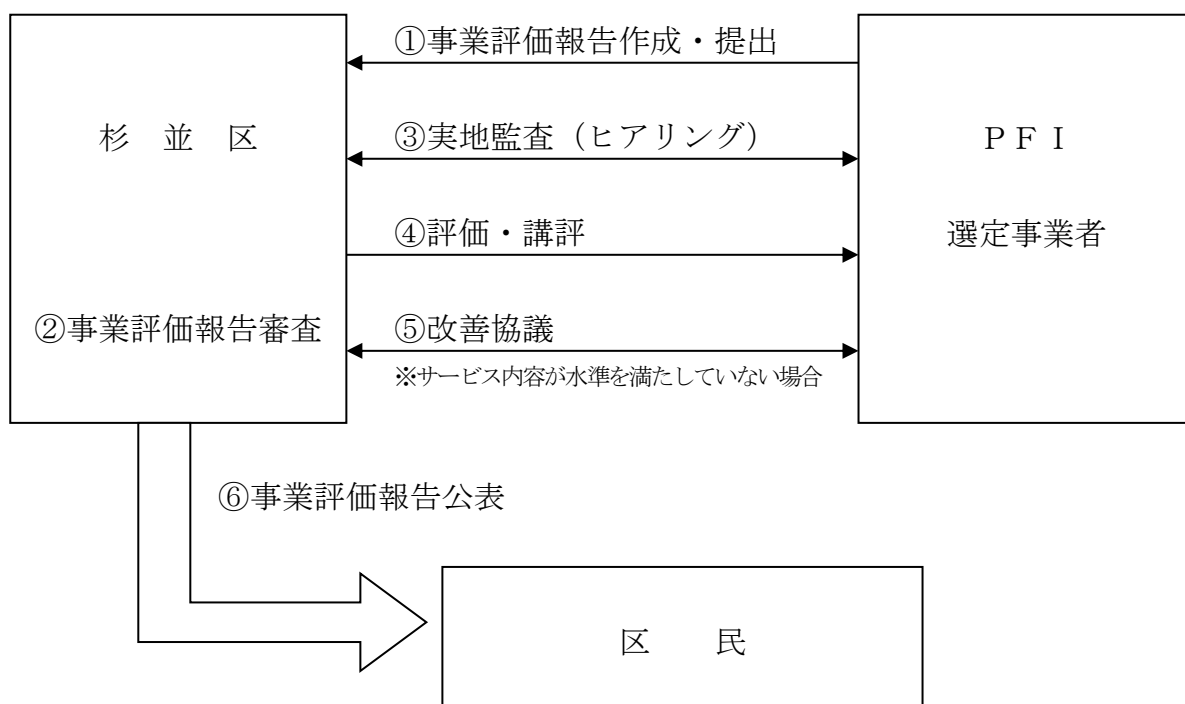 ①事業評価報告作成・提出
杉 並 区
③実地監査（ヒアリング）
ＰＦＩ
④評価・講評
選定事業者
②事業評価報告審査
⑤改善協議
※サービス内容が水準を満たしていない場合
⑥事業評価報告公表
区 民